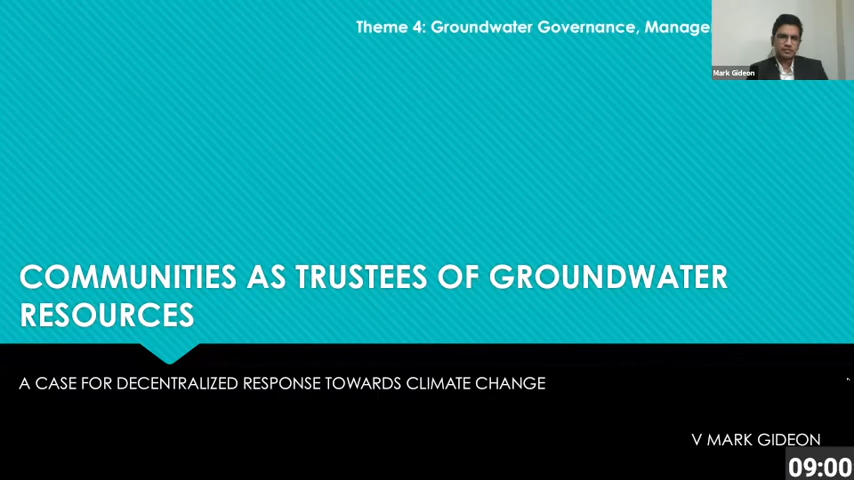 Theme 4: Groundwater Governance,
Mark Gideon
COMMUNITIES AS TRUSTEES OF GROUNDWATER
RESOURCES
A CASE FOR DECENTRALIZED RESPONSE TOWARDS CLIMATE CHANGE
V MARK GIDEON
09:00